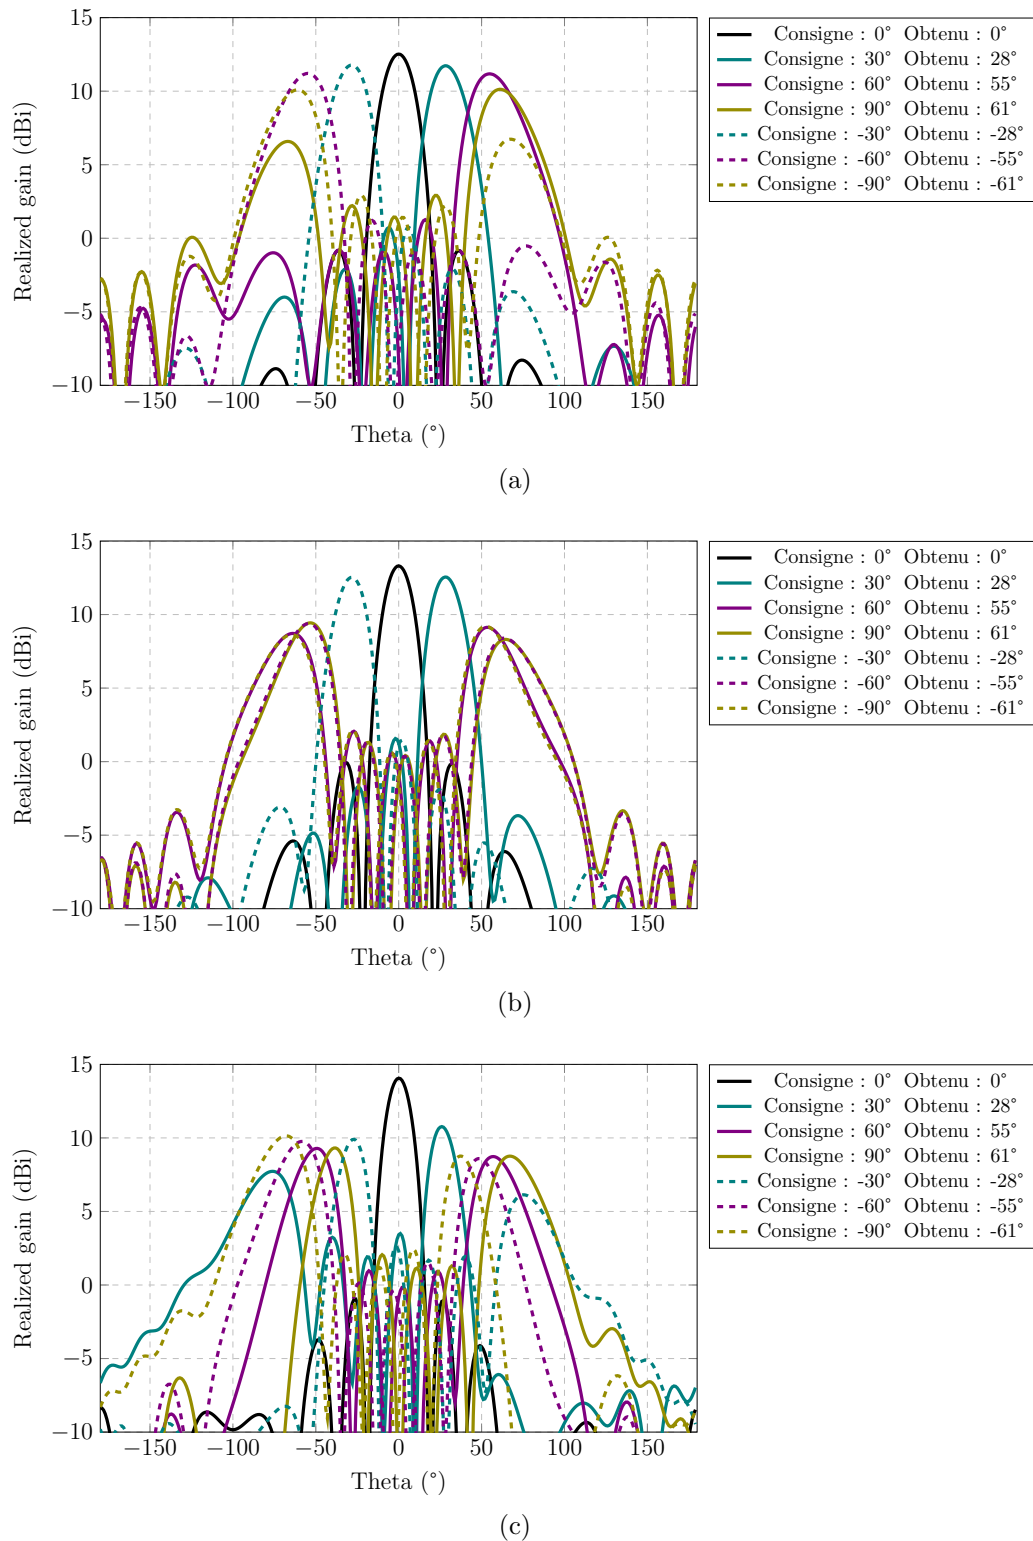 15
10
5
0
−5
−10
−150 −100 −50 0 50 100 150
Realized gain (dBi)
Theta (°)
Consigne : 0° Obtenu : 0°
Consigne : 30° Obtenu : 28°
Consigne : 60° Obtenu : 55°
Consigne : 90° Obtenu : 61°
Consigne : -30° Obtenu : -28°
Consigne : -60° Obtenu : -55°
Consigne : -90° Obtenu : -61°
(a)
15
10
5
0
−5
−10
−150 −100 −50 0 50 100 150
Realized gain (dBi)
Theta (°)
Consigne : 0° Obtenu : 0°
Consigne : 30° Obtenu : 28°
Consigne : 60° Obtenu : 55°
Consigne : 90° Obtenu : 61°
Consigne : -30° Obtenu : -28°
Consigne : -60° Obtenu : -55°
Consigne : -90° Obtenu : -61°
(b)
15
10
5
0
−5
−10
−150 −100 −50 0 50 100 150
Realized gain (dBi)
Theta (°)
Consigne : 0° Obtenu : 0°
Consigne : 30° Obtenu : 28°
Consigne : 60° Obtenu : 55°
Consigne : 90° Obtenu : 61°
Consigne : -30° Obtenu : -28°
Consigne : -60° Obtenu : -55°
Consigne : -90° Obtenu : -61°
(c)